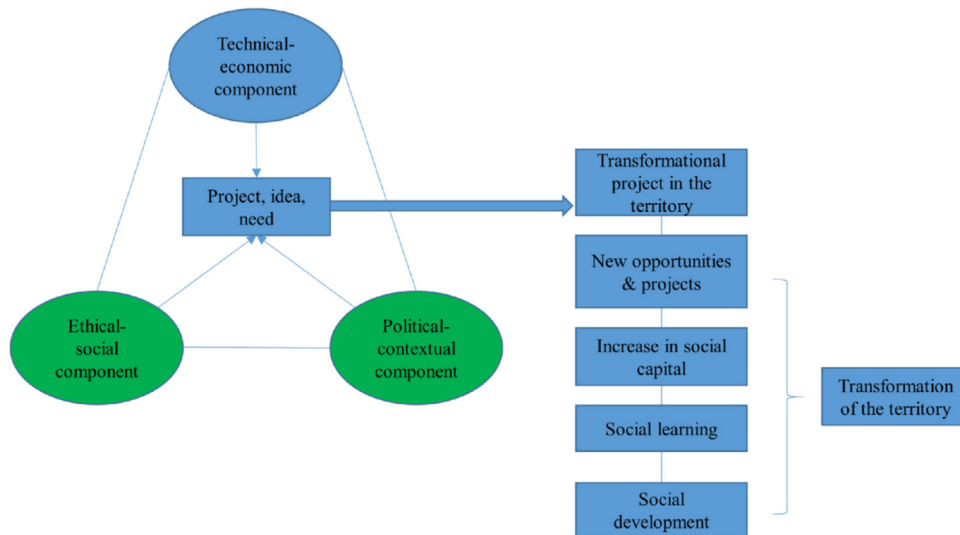 Technical-
economic
component
Project, idea,
need
Ethical-
social
component
Political-
contextual
component
Transformational
project in the
territory
New opportunities
& projects
Increase in social
capital
Social learning
Social
development
Transformation
of the territory